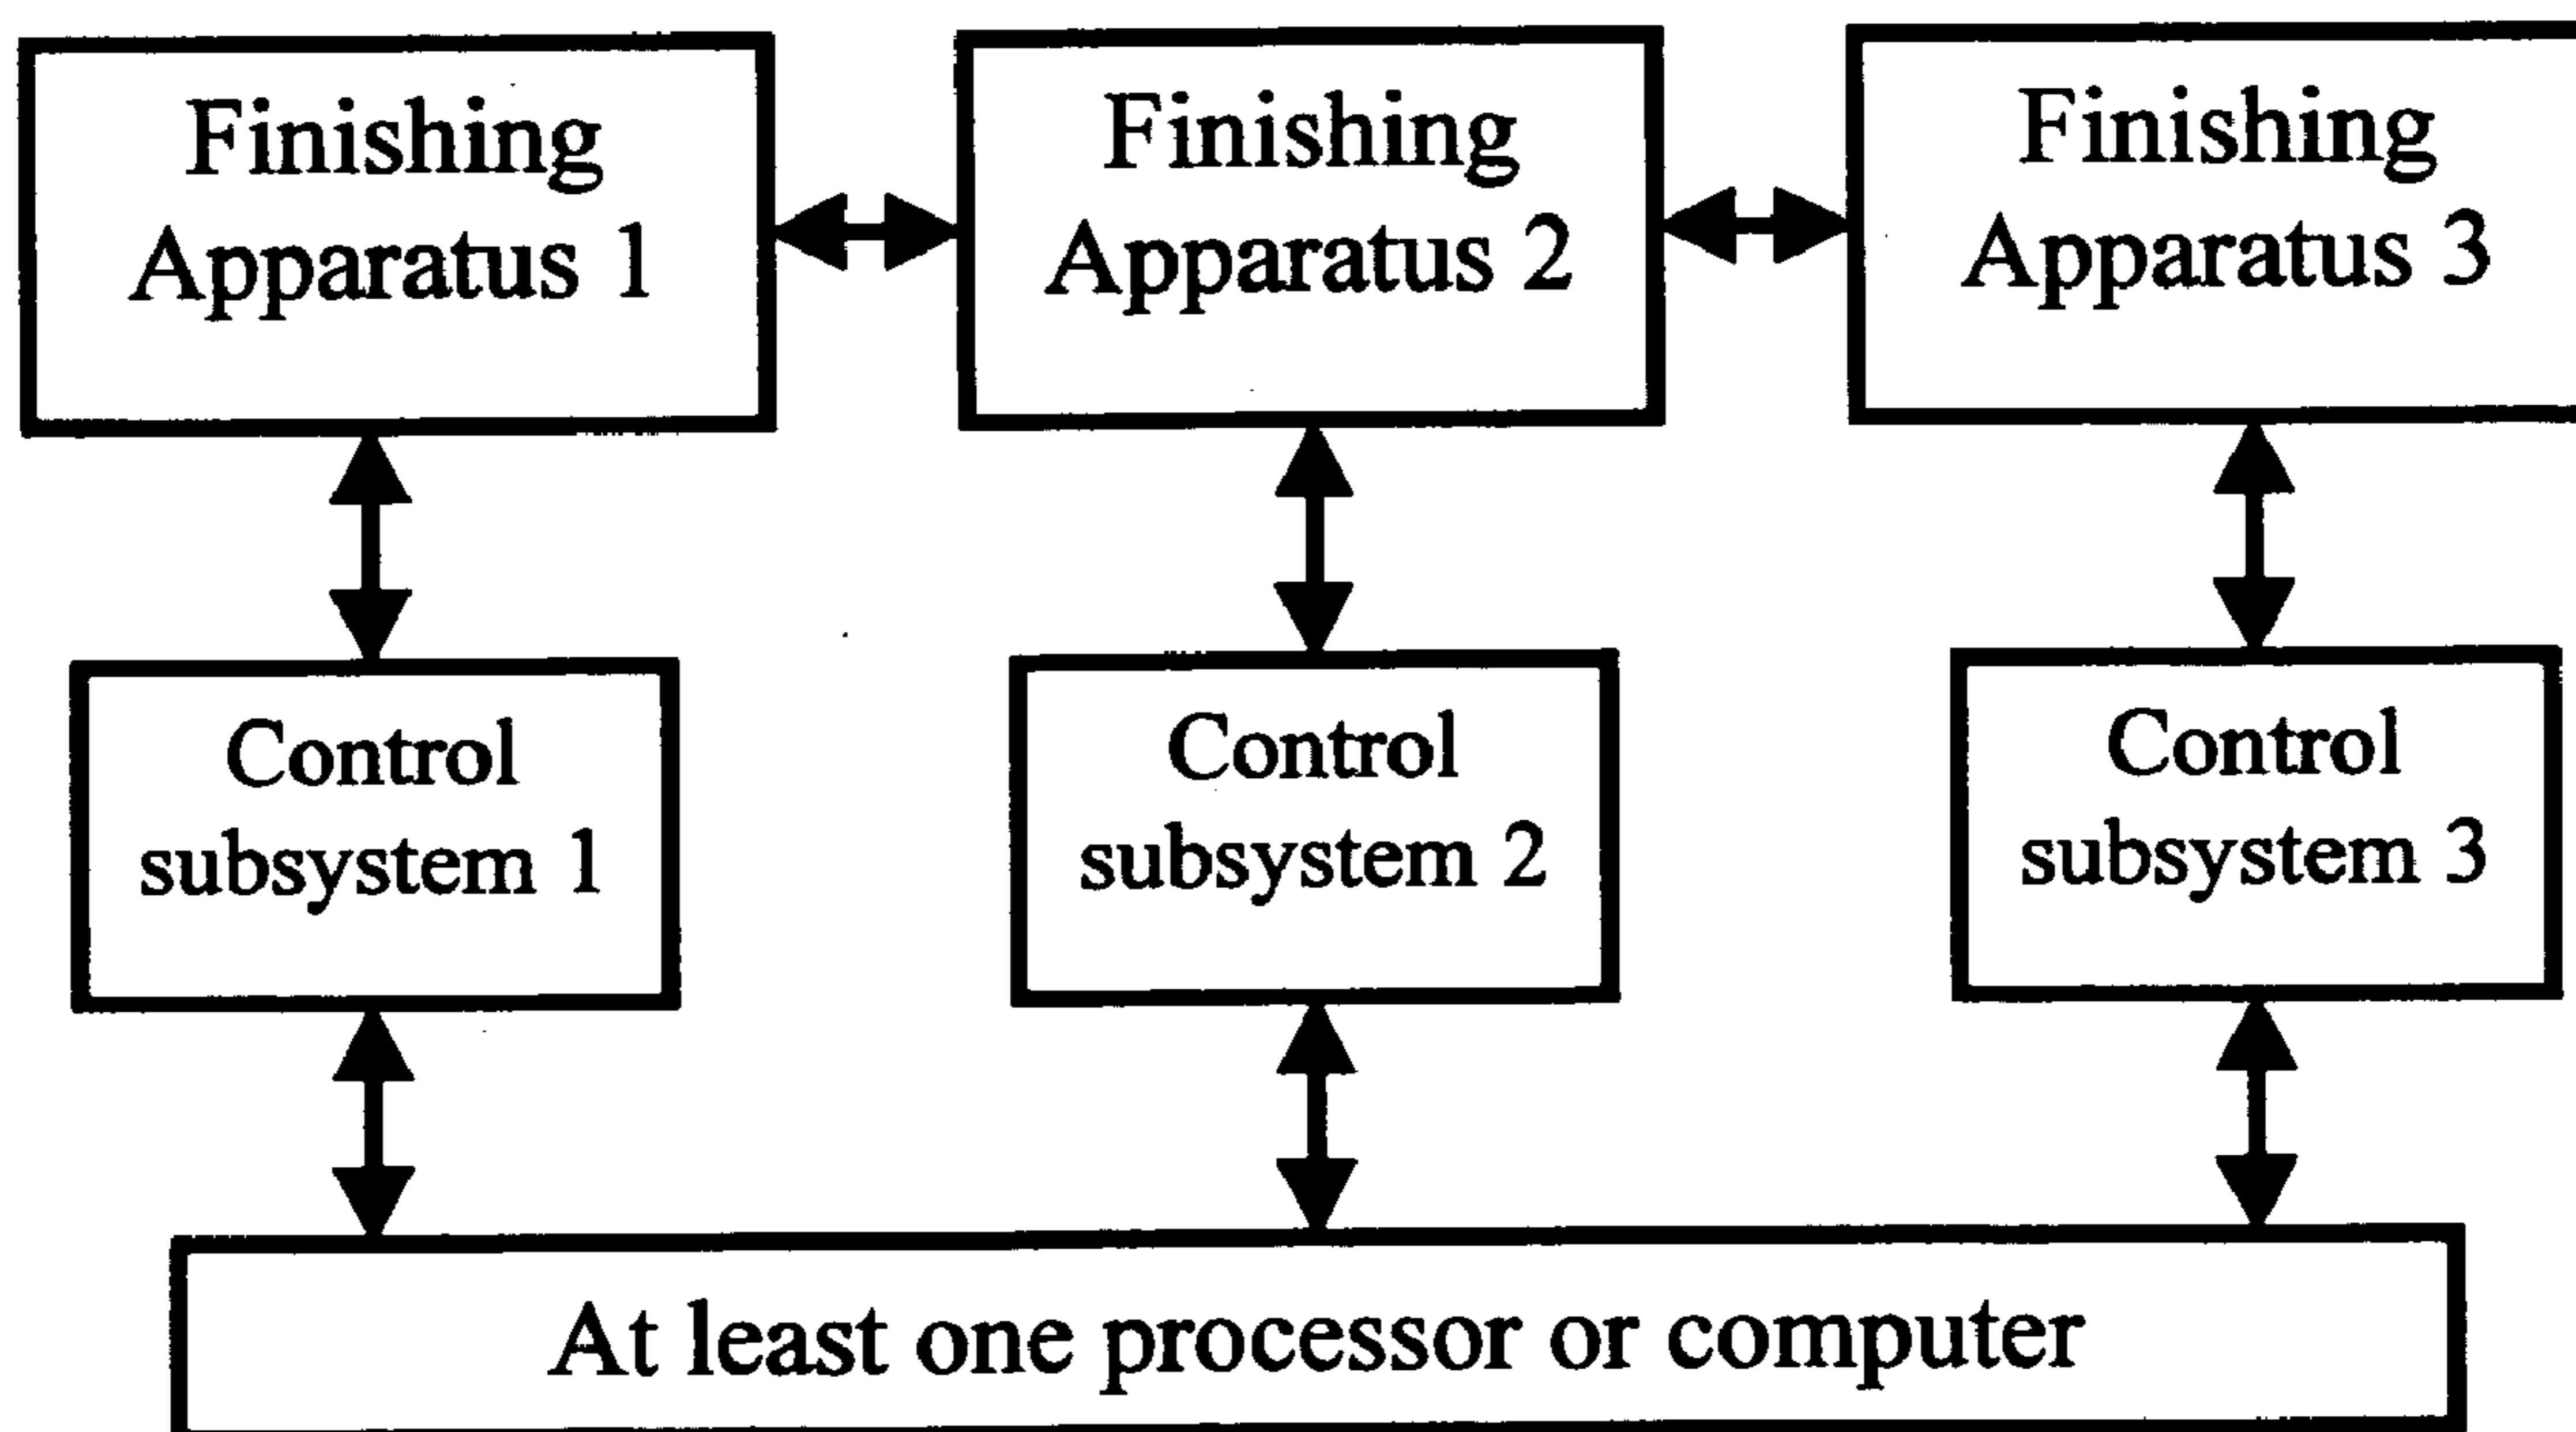 Finishing
Apparatus 1
Finishing
Apparatus 2
Finishing
Apparatus 3
Control
subsystem 1
Control
subsystem 2
Control
subsystem 3
At least one processor or computer